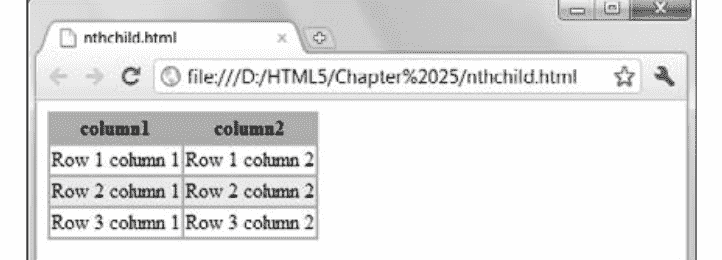 nthchild.html
file:///D:/HTML5/Chapter%2025/nthchild.html
column1 column2
Row 1 column 1 Row 1 column 2
Row 2 column 1 Row 2 column 2
Row 3 column 1 Row 3 column 2